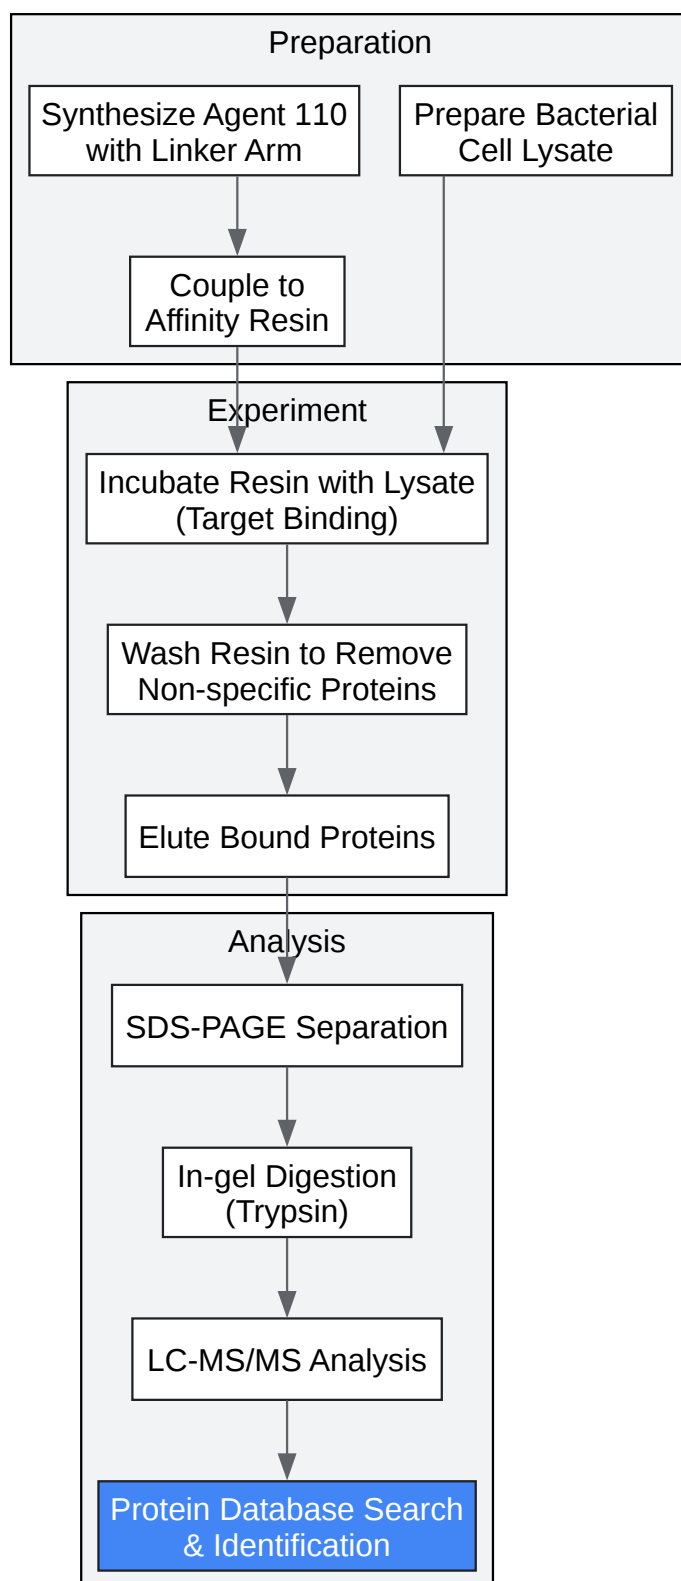 Preparation
Synthesize Agent 110
with Linker Arm
Prepare Bacterial
Cell Lysate
Couple to
Affinity Resin
Experiment
Incubate Resin with Lysate
(Target Binding)
Wash Resin to Remove
Non-specific Proteins
Elute Bound Proteins
Analysis
SDS-PAGE Separation
In-gel Digestion
(Trypsin)
LC-MS/MS Analysis
Protein Database Search
& Identification